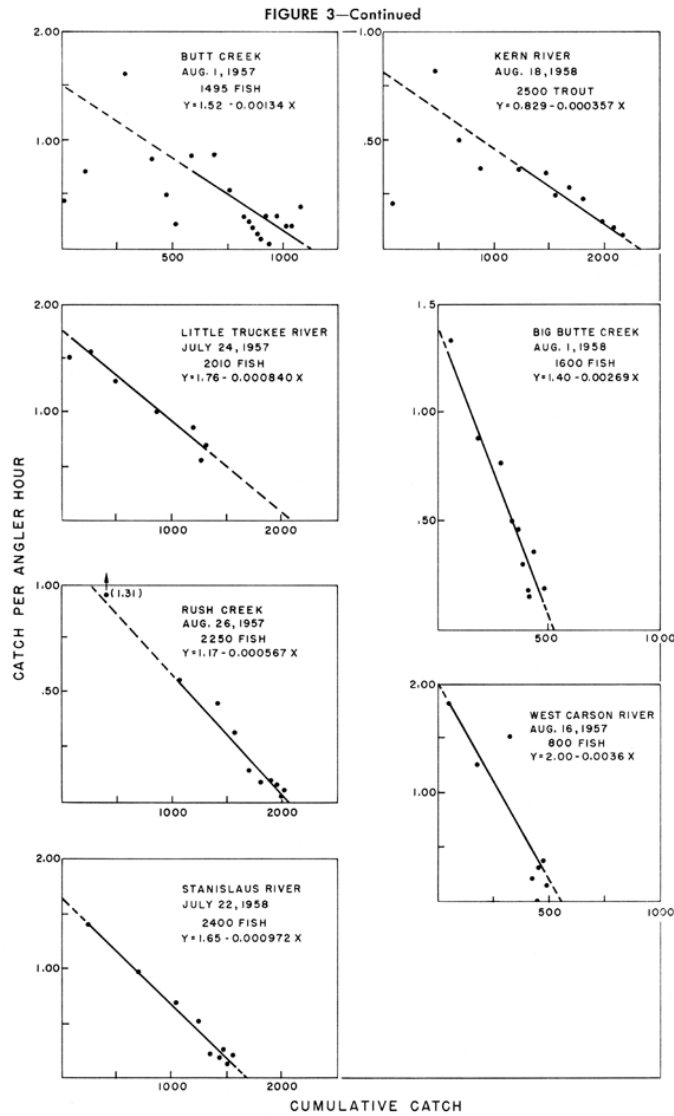 FIGURE 3—Continued
2.00
1.00
500
1000
BUTT CREEK
AUG. 1, 1957
1495 FISH
Y=1.52-0.00134 X
1.00
.50
1000
2000
KERN RIVER
AUG. 18, 1958
2500 TROUT
Y=0.829-0.000357 X
2.00
1.00
1000
2000
LITTLE TRUCKEE RIVER
JULY 24, 1957
2010 FISH
Y=1.76-0.000840 X
1.5
1.00
.50
500
1000
BIG BUTTE CREEK
AUG. 1, 1958
1600 FISH
Y=1.40-0.00269 X
1.00
.50
1000
2000
(1.31)
RUSH CREEK
AUG. 26, 1957
2250 FISH
Y=1.17-0.000567 X
2.00
1.00
500
1000
WEST CARSON RIVER
AUG. 16, 1957
800 FISH
Y=2.00-0.0036 X
2.00
1.00
1000
2000
STANISLAUS RIVER
JULY 22, 1958
2400 FISH
Y=1.65-0.000972 X
CATCH PER ANGLER HOUR
CUMULATIVE CATCH